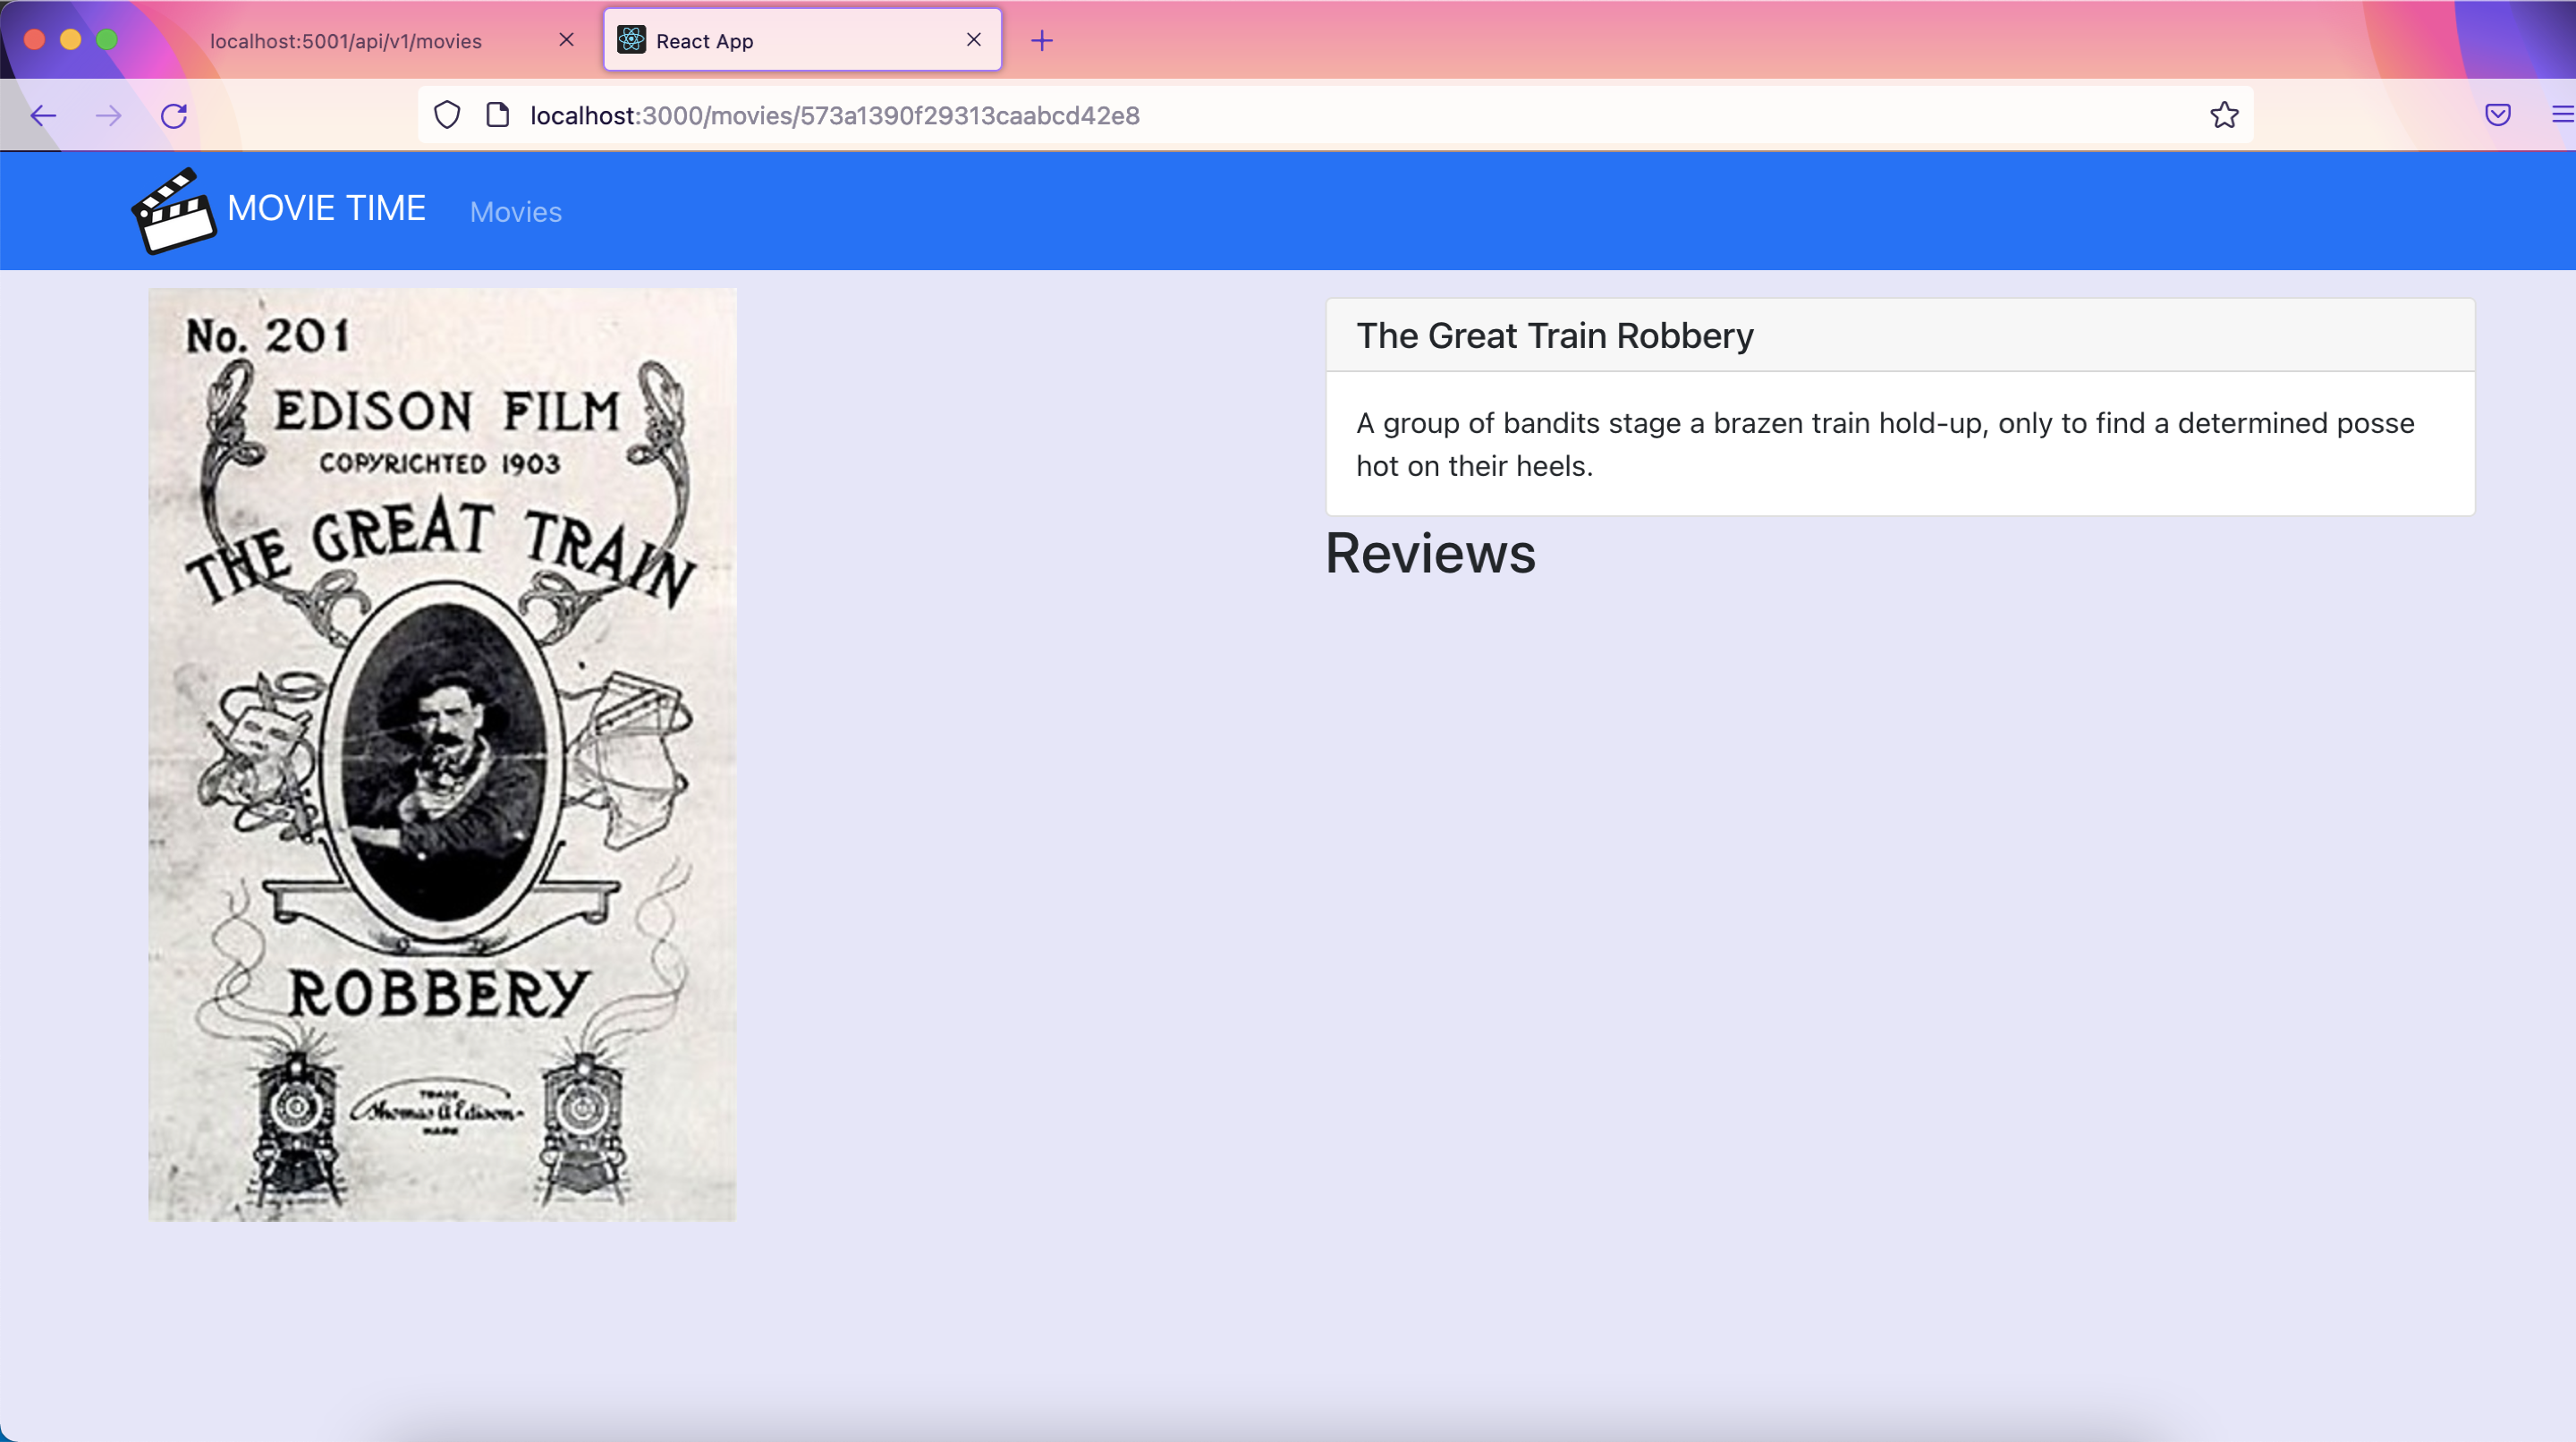 localhost:5001/api/v1/movies
React App
localhost:3000/movies/573a1390f29313caabcd42e8
MOVIE TIME
Movies
No. 201
EDISON FILM
COPYRIGHTED 1903
THE GREAT TRAIN
ROBBERY
TRADE
Thomas A Edison
MARK
The Great Train Robbery
A group of bandits stage a brazen train hold-up, only to find a determined posse
hot on their heels.
Reviews